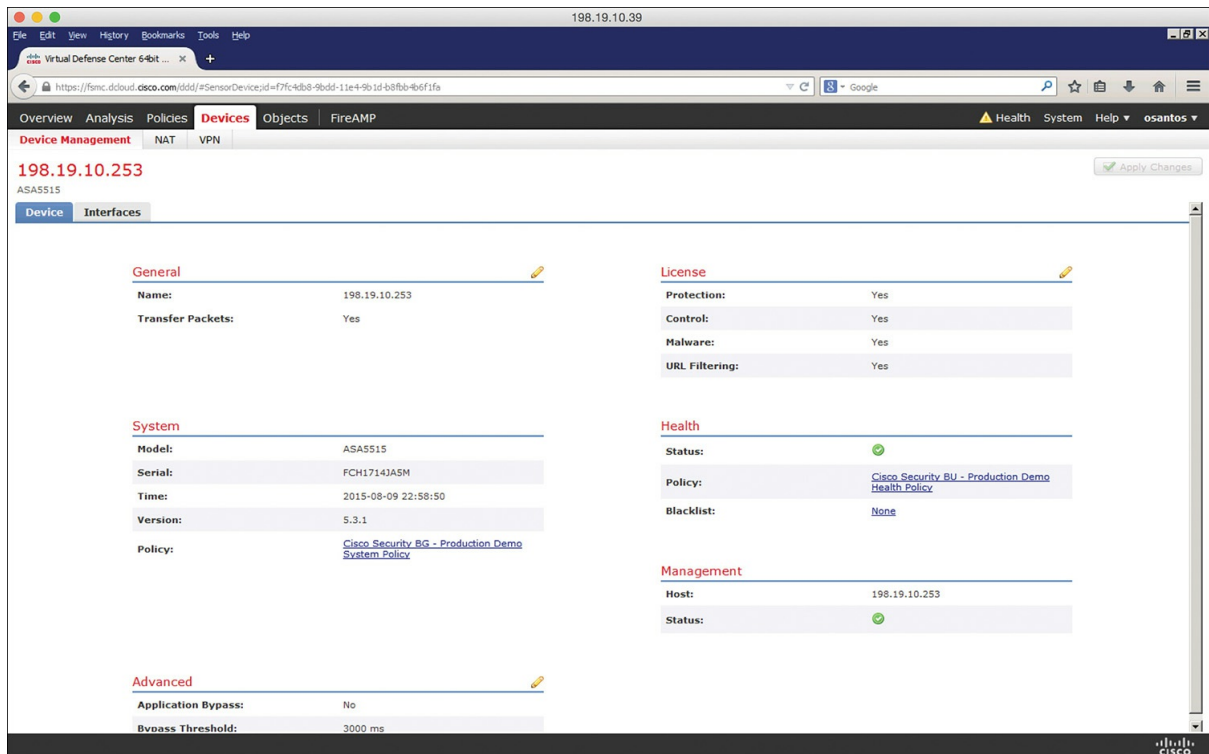 198.19.10.39
File Edit View History Bookmarks Tools Help
Virtual Defense Center 64bit ... × +
https://fsmc.dcloud.cisco.com/ddd/#SensorDevice;id=f7fc4db8-9bdd-11e4-9b1d-b8fbb4b6f1fa Google
Overview Analysis Policies Devices Objects FireAMP Health System Help osantos
Device Management NAT VPN
198.19.10.253
Apply Changes
ASA5515
Device Interfaces
General
Name: 198.19.10.253
Transfer Packets: Yes
License
Protection: Yes
Control: Yes
Malware: Yes
URL Filtering: Yes
System
Model: ASA5515
Serial: FCH1714JA5M
Time: 2015-08-09 22:58:50
Version: 5.3.1
Policy: Cisco Security BG - Production Demo
System Policy
Health
Status:
Policy: Cisco Security BU - Production Demo
Health Policy
Blacklist: None
Management
Host: 198.19.10.253
Status:
Advanced
Application Bypass: No
Bypass Threshold: 3000 ms
CISCO